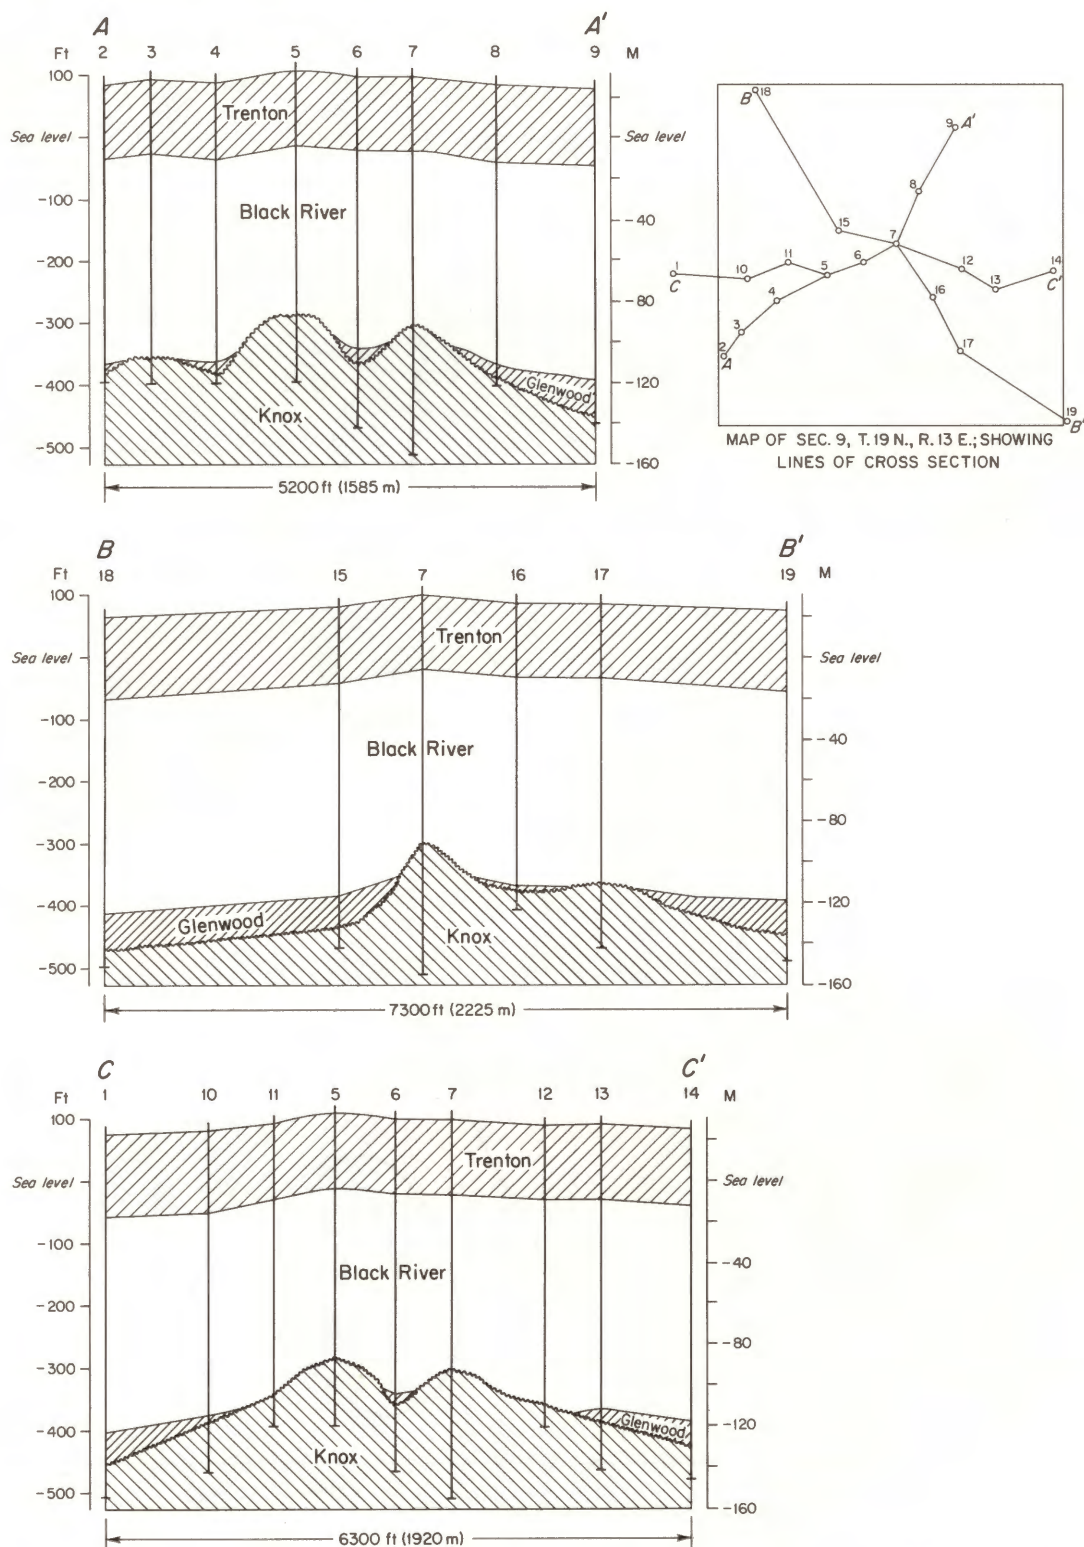 A A'
Ft 2 3 4 5 6 7 8 9 M
100
Trenton
Sea level Sea level
-100
Black River
-40
-200
-300
-80
-400
-120
Glenwood
Knox
-500
-160
5200 ft (1585 m)
B 18
9 A'
8
15
7
1
C
10
11
5
6
12
14
C'
13
4
16
3
2
A
17
19
B'
MAP OF SEC. 9, T. 19 N., R. 13 E.; SHOWING
LINES OF CROSS SECTION
B B'
Ft 18 15 7 16 17 19 M
100
Trenton
Sea level Sea level
-100
Black River
-40
-200
-300
-80
-400
-120
Glenwood
Knox
-500
-160
7300 ft (2225 m)
C C'
Ft 1 10 11 5 6 7 12 13 14 M
100
Trenton
Sea level Sea level
-100
Black River
-40
-200
-300
-80
-400
-120
Glenwood
Knox
-500
-160
6300 ft (1920 m)